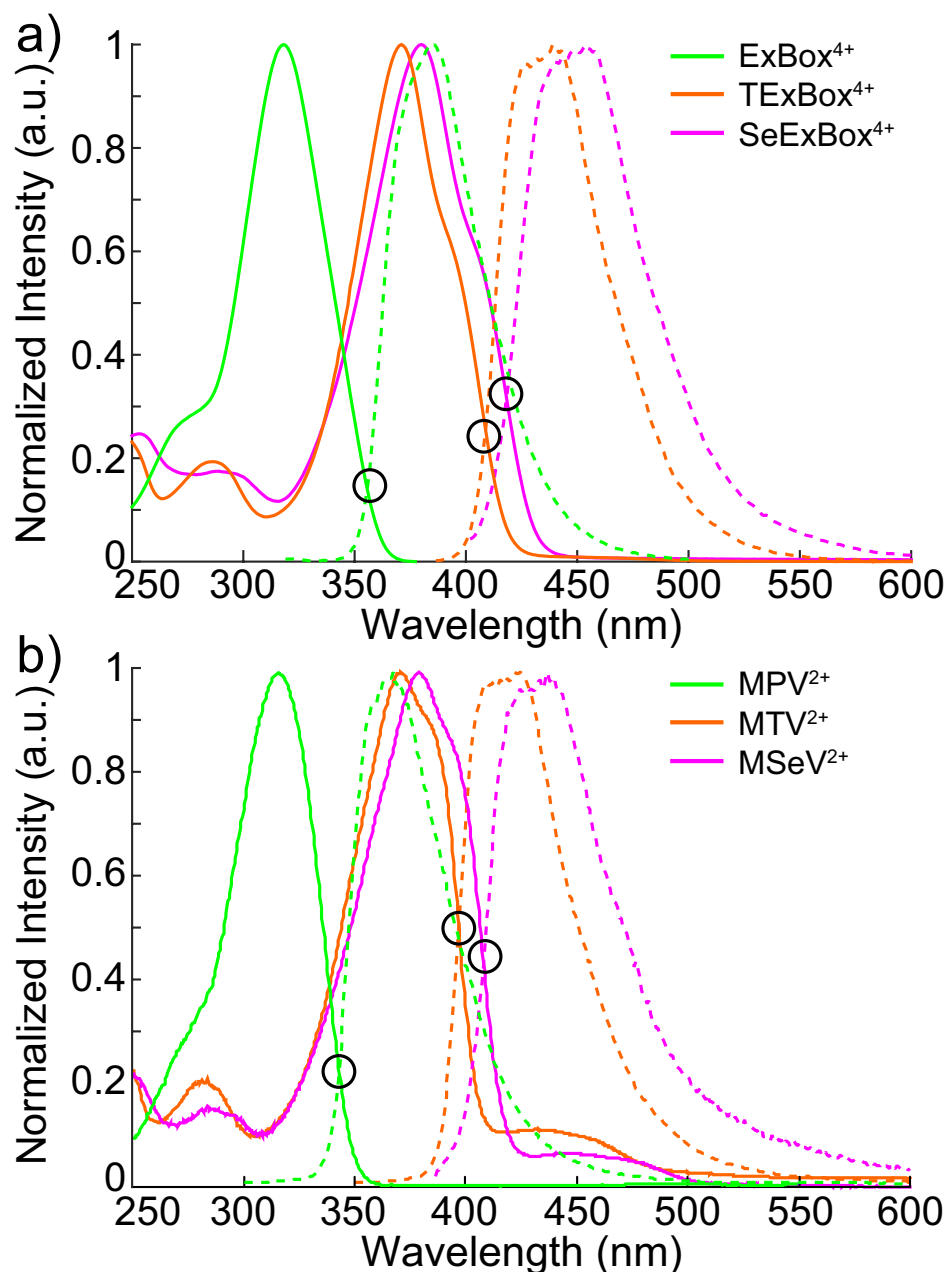 a)
Normalized Intensity (a.u.)
1
0.8
0.6
0.4
0.2
0
250 300 350 400 450 500 550 600
Wavelength (nm)
ExBox⁴⁺
TExBox⁴⁺
SeExBox⁴⁺
b)
Normalized Intensity (a.u.)
1
0.8
0.6
0.4
0.2
0
250 300 350 400 450 500 550 600
Wavelength (nm)
MPV²⁺
MTV²⁺
MSeV²⁺